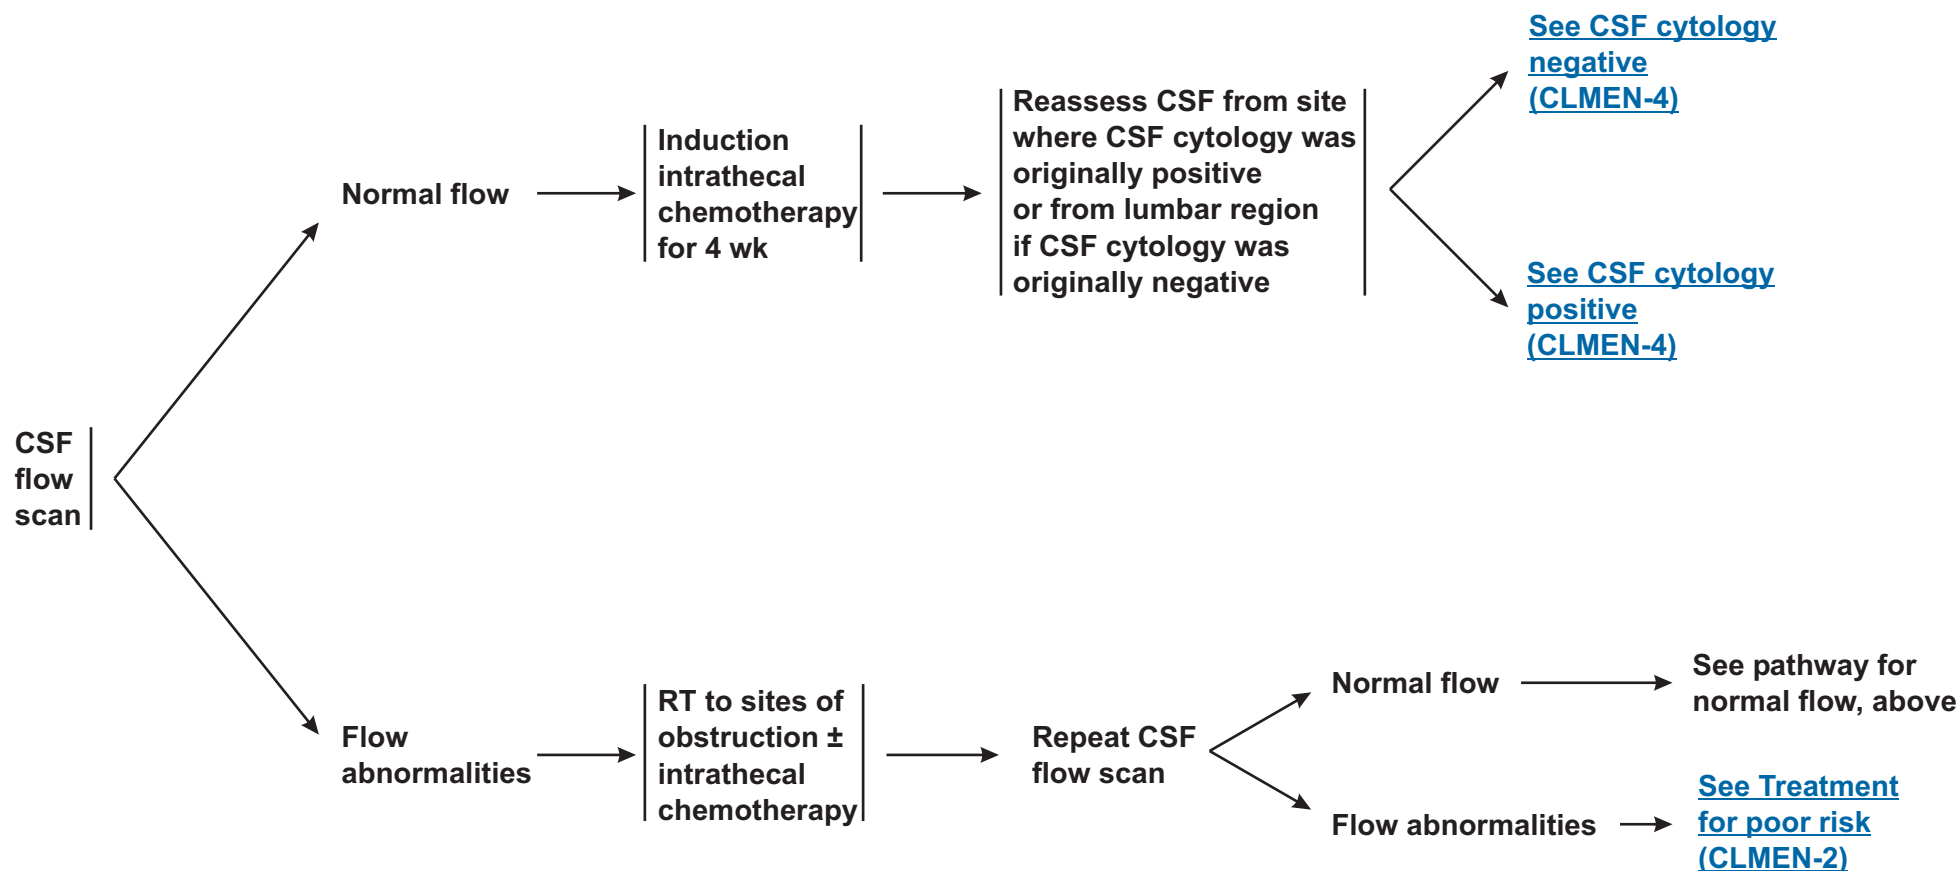 CSF
flow
scan
Normal flow
Induction
intrathecal
chemotherapy
for 4 wk
Reassess CSF from site
where CSF cytology was
originally positive
or from lumbar region
if CSF cytology was
originally negative
See CSF cytology
negative
(CLMEN-4)
See CSF cytology
positive
(CLMEN-4)
Flow
abnormalities
RT to sites of
obstruction ±
intrathecal
chemotherapy
Repeat CSF
flow scan
Normal flow
See pathway for
normal flow, above
Flow abnormalities
See Treatment
for poor risk
(CLMEN-2)